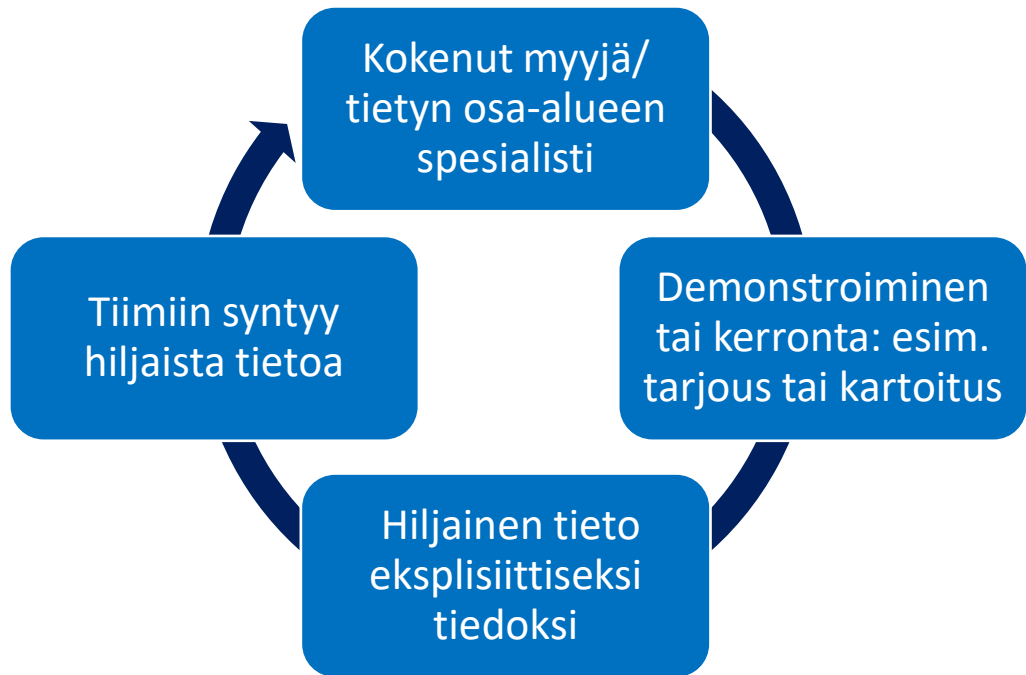 Kokenut myyjä/
tietyn osa-alueen
spesialisti
Demonstroiminen
tai kerronta: esim.
tarjous tai kartoitus
Hiljainen tieto
eksplisiittiseksi
tiedoksi
Tiimiin syntyy
hiljaista tietoa